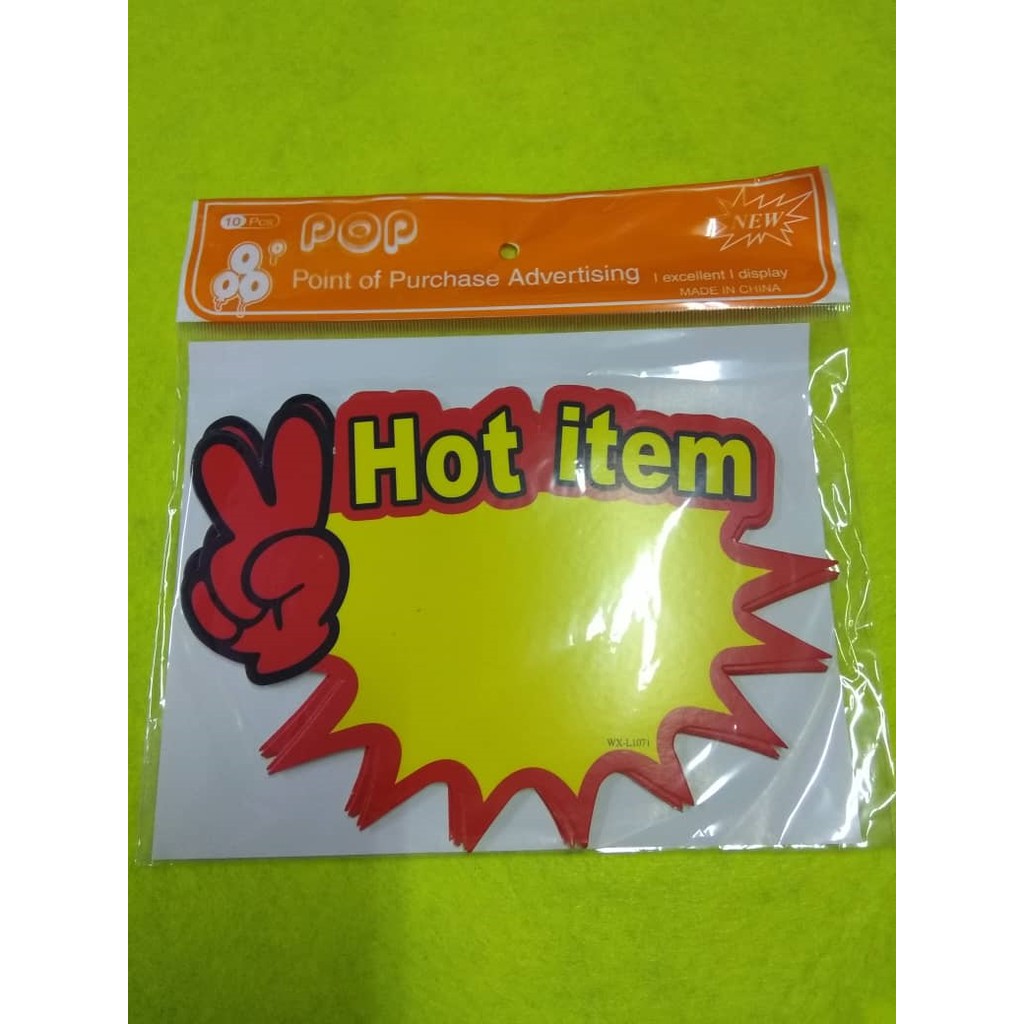 10 Pcs
POP
NEW
Point of Purchase Advertising
I excellent I display
MADE IN CHINA
Hot item
WX-L1071